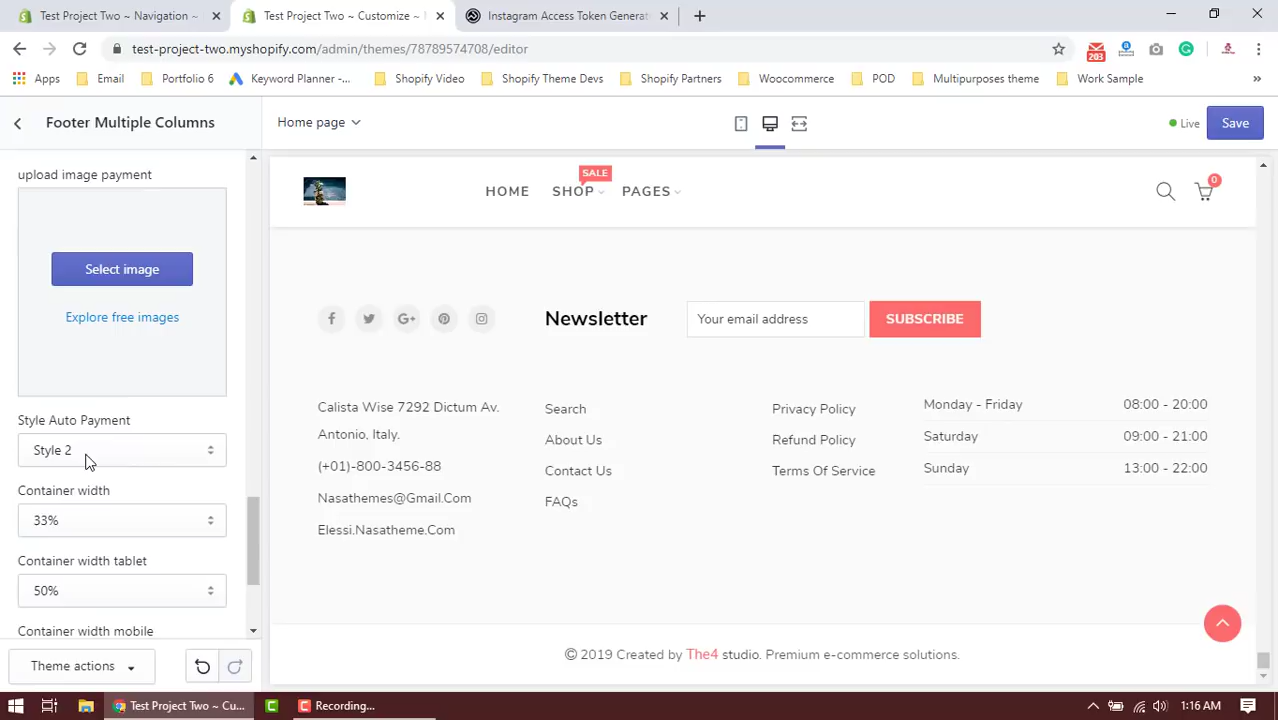 Test Project Two ~ Navigation ~
Test Project Two ~ Customize ~
Instagram Access Token Generat
test-project-two.myshopify.com/admin/themes/78789574708/editor
203
Apps
Email
Portfolio 6
Keyword Planner -...
Shopify Video
Shopify Theme Devs
Shopify Partners
Woocommerce
POD
Multipurposes theme
Work Sample
»
Footer Multiple Columns
Home page
Live
Save
upload image payment
Select image
Explore free images
Style Auto Payment
Style 2
Container width
33%
Container width tablet
50%
Container width mobile
Theme actions
SALE
HOME
SHOP
PAGES
0
Newsletter
Your email address
SUBSCRIBE
Calista Wise 7292 Dictum Av.
Antonio, Italy.
(+01)-800-3456-88
Nasathemes@Gmail.Com
Elessi.Nasatheme.Com
Search
About Us
Contact Us
FAQs
Privacy Policy
Refund Policy
Terms Of Service
Monday - Friday 08:00 - 20:00
Saturday 09:00 - 21:00
Sunday 13:00 - 22:00
© 2019 Created by The4 studo. Premium e-commerce solutions.
Test Project Two ~ Cu...
Recording...
1:16 AM